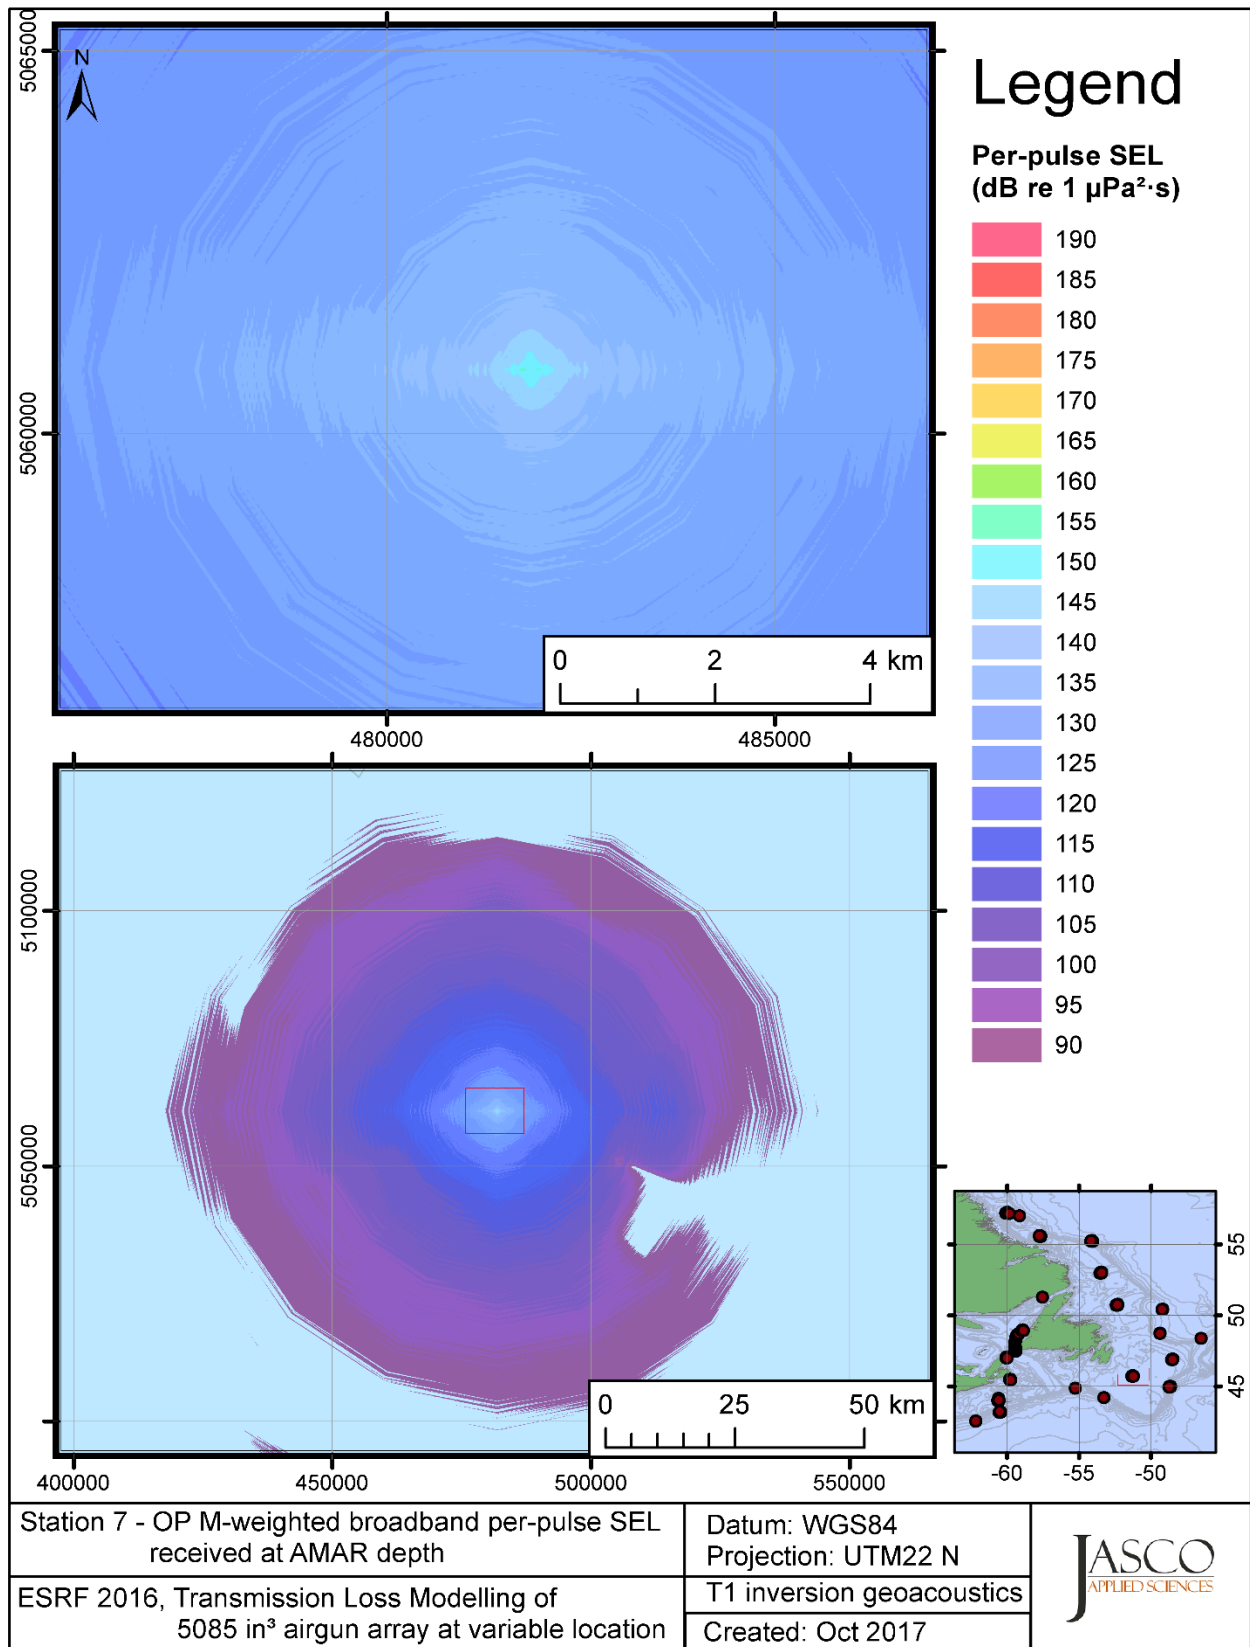 N
5065000
5060000
0 2 4 km
480000 485000
Legend
Per-pulse SEL
(dB re 1 µPa²·s)
190
185
180
175
170
165
160
155
150
145
140
135
130
125
120
115
110
105
100
95
90
5100000
5050000
0 25 50 km
400000 450000 500000 550000
55
50
45
-60 -55 -50
Station 7 - OP M-weighted broadband per-pulse SEL
received at AMAR depth
ESRF 2016, Transmission Loss Modelling of
5085 in³ airgun array at variable location
Datum: WGS84
Projection: UTM22 N
T1 inversion geoacoustics
Created: Oct 2017
JASCO
APPLIED SCIENCES